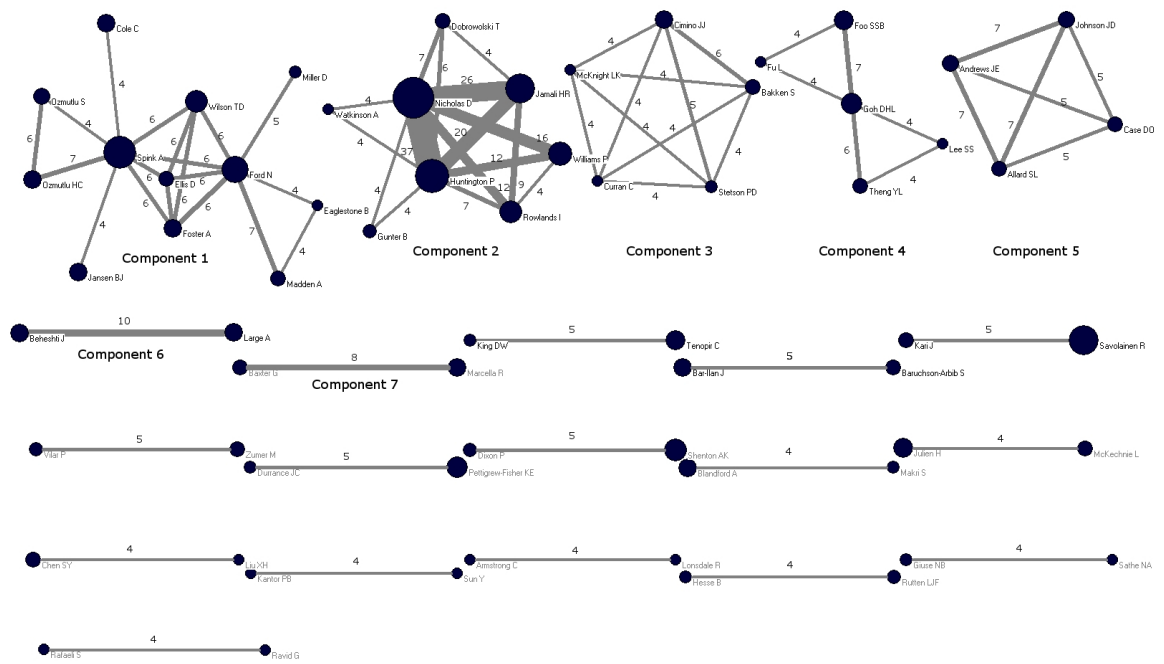 Cole C
4
Miller D
Ozmutlu S
Wilson TD
4
5
6
6
6
7
Spink A
6
6
Ford N
6
Ellis D
6
6
6
Ozmutlu HC
4
Eaglestone B
4
Foster A
7
4
Jansen BJ
Madden A
Component 1
Dobrowolski T
7
6
4
26
Nicholas D
Jamali HR
4
Watkinson A
4
20
16
37
12
Williams P
Huntington P
12
9
4
4
4
7
Rowlands I
Gunter B
Component 2
Cimino JJ
4
6
McKnight LK
4
4
Bakken S
5
4
4
4
4
Curran C
4
Stetson PD
Component 3
Foo SSB
4
Fu L
7
4
Goh DHL
4
Lee SS
6
4
Theng YL
Component 4
Johnson JD
7
Andrews JE
5
5
7
7
Case DO
5
Allard SL
Component 5
10
Beheshti J
Large A
Component 6
8
Baxter G
Marcella R
Component 7
5
King DW
Tenopir C
5
Bar-Ilan J
Baruchson-Arbib S
5
Kari J
Savolainen R
5
Vilar P
Zumer M
5
Durrance JC
Pettigrew-Fisher KE
5
Dixon P
Shenton AK
4
Blandford A
Makri S
4
Julien H
McKechnie L
4
Chen SY
Liu XH
4
Kantor PB
Sun Y
4
Armstrong C
Lonsdale R
4
Hesse B
Rutten LJF
4
Giuse NB
Sathe NA
4
Rafaeli S
Ravid G